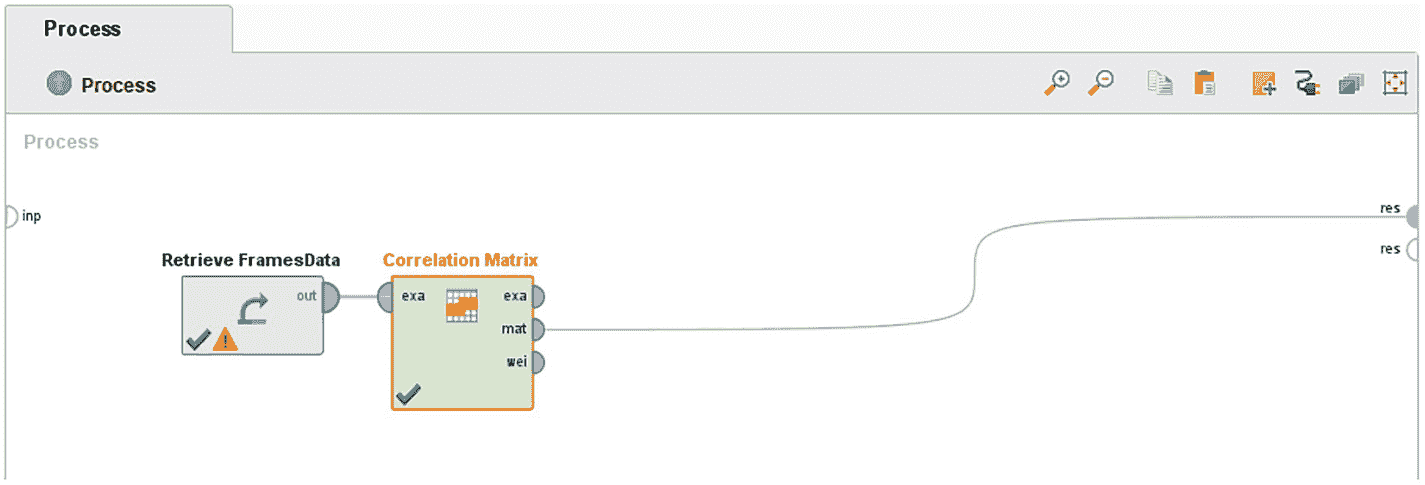 Process
Process
Process
inp
res
res
Retrieve FramesData
Correlation Matrix
out
exa
exa
mat
wei